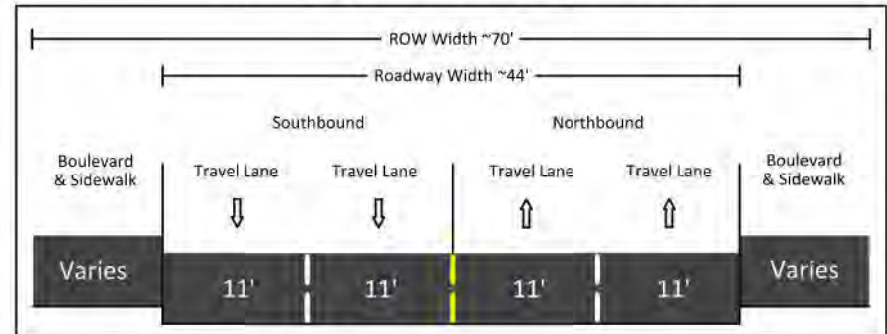 ROW Width ~70'
Roadway Width ~44'
Southbound Northbound
Boulevard
& Sidewalk
Travel Lane Travel Lane Travel Lane Travel Lane
Boulevard
& Sidewalk
Varies 11' 11' 11' 11' Varies